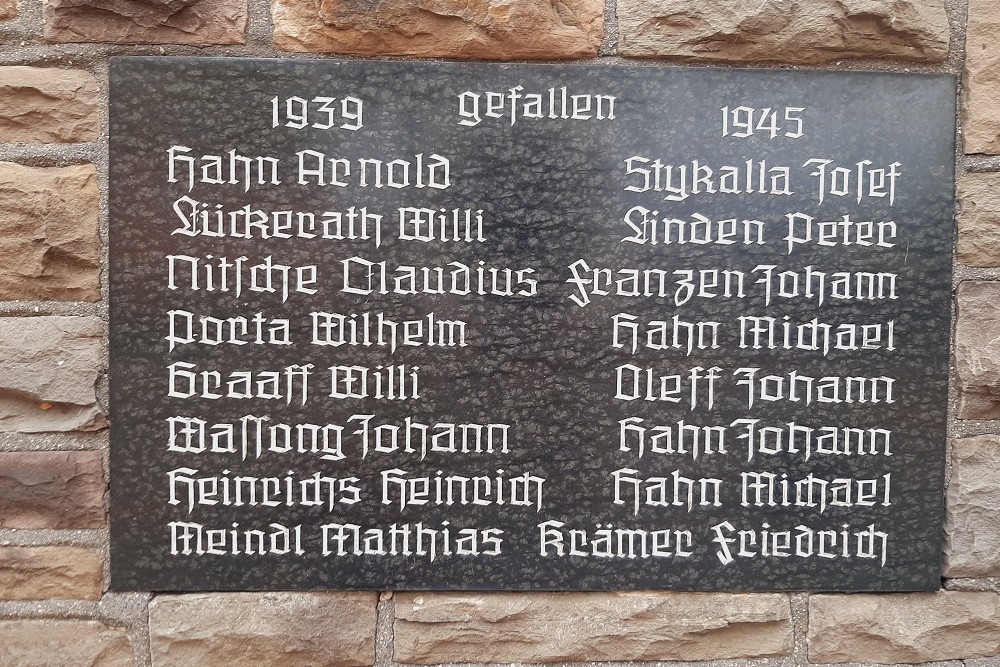 1939 gefallen 1945
Hahn Arnold Stykalla Josef
Lückerath Willi Linden Peter
Nitsche Claudius Franzen Johann
Porta Wilhelm Hahn Michael
Graaff Willi Oleff Johann
Wassong Johann Hahn Johann
Heinrichs Heinrich Hahn Michael
Meindl Matthias Krämer Friedrich